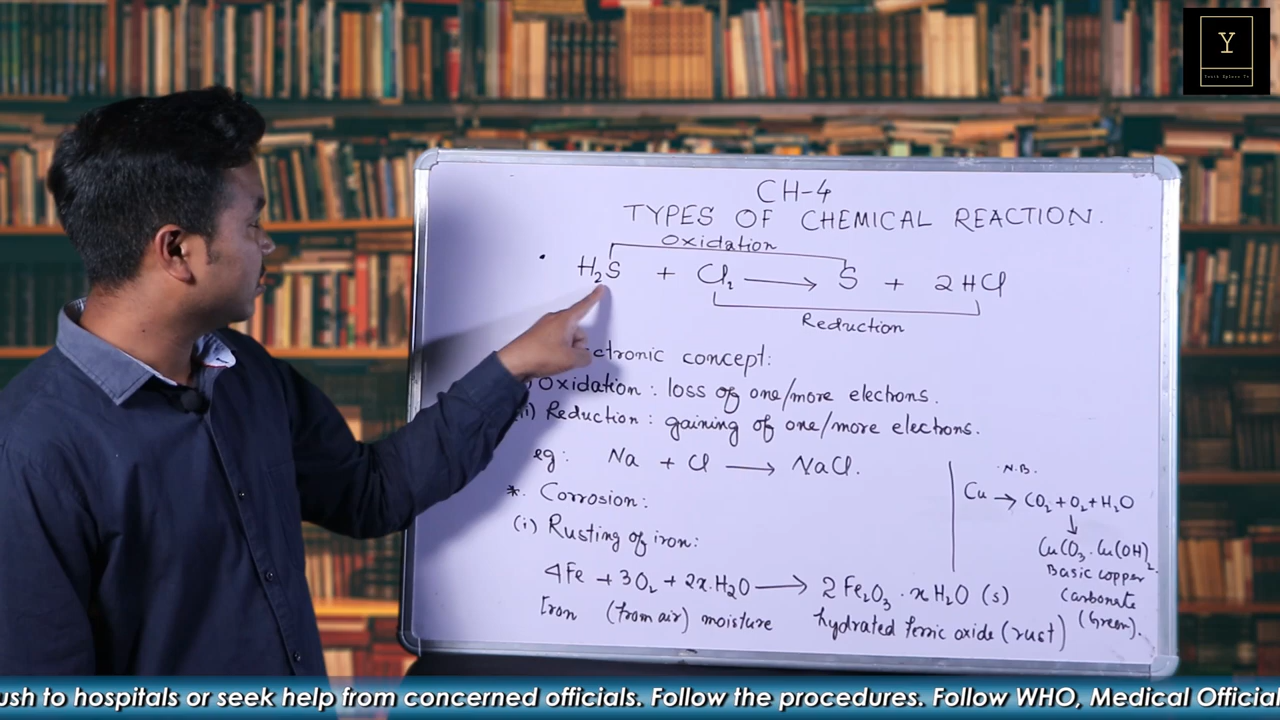 Y
CH-4
TYPES OF CHEMICAL REACTION.
Oxidation
H₂S + Cl₂ → S + 2HCl
Reduction
ctronic concept:
) Oxidation : loss of one/more electrons.
(ii) Reduction : gaining of one/more electrons.
eg: Na + Cl → NaCl.
*. Corrosion:
(i) Rusting of iron:
4Fe + 3O₂ + 2x.H₂O → 2Fe₂O₃ . xH₂O (s)
Iron (from air) moisture hydrated ferric oxide (rust)
N.B.
Cu → CO₂ + O₂ + H₂O
↓
CuCO₃. Cu(OH)₂.
Basic copper
Carbonate
(Green).
ush to hospitals or seek help from concerned officials. Follow the procedures. Follow WHO, Medical Official